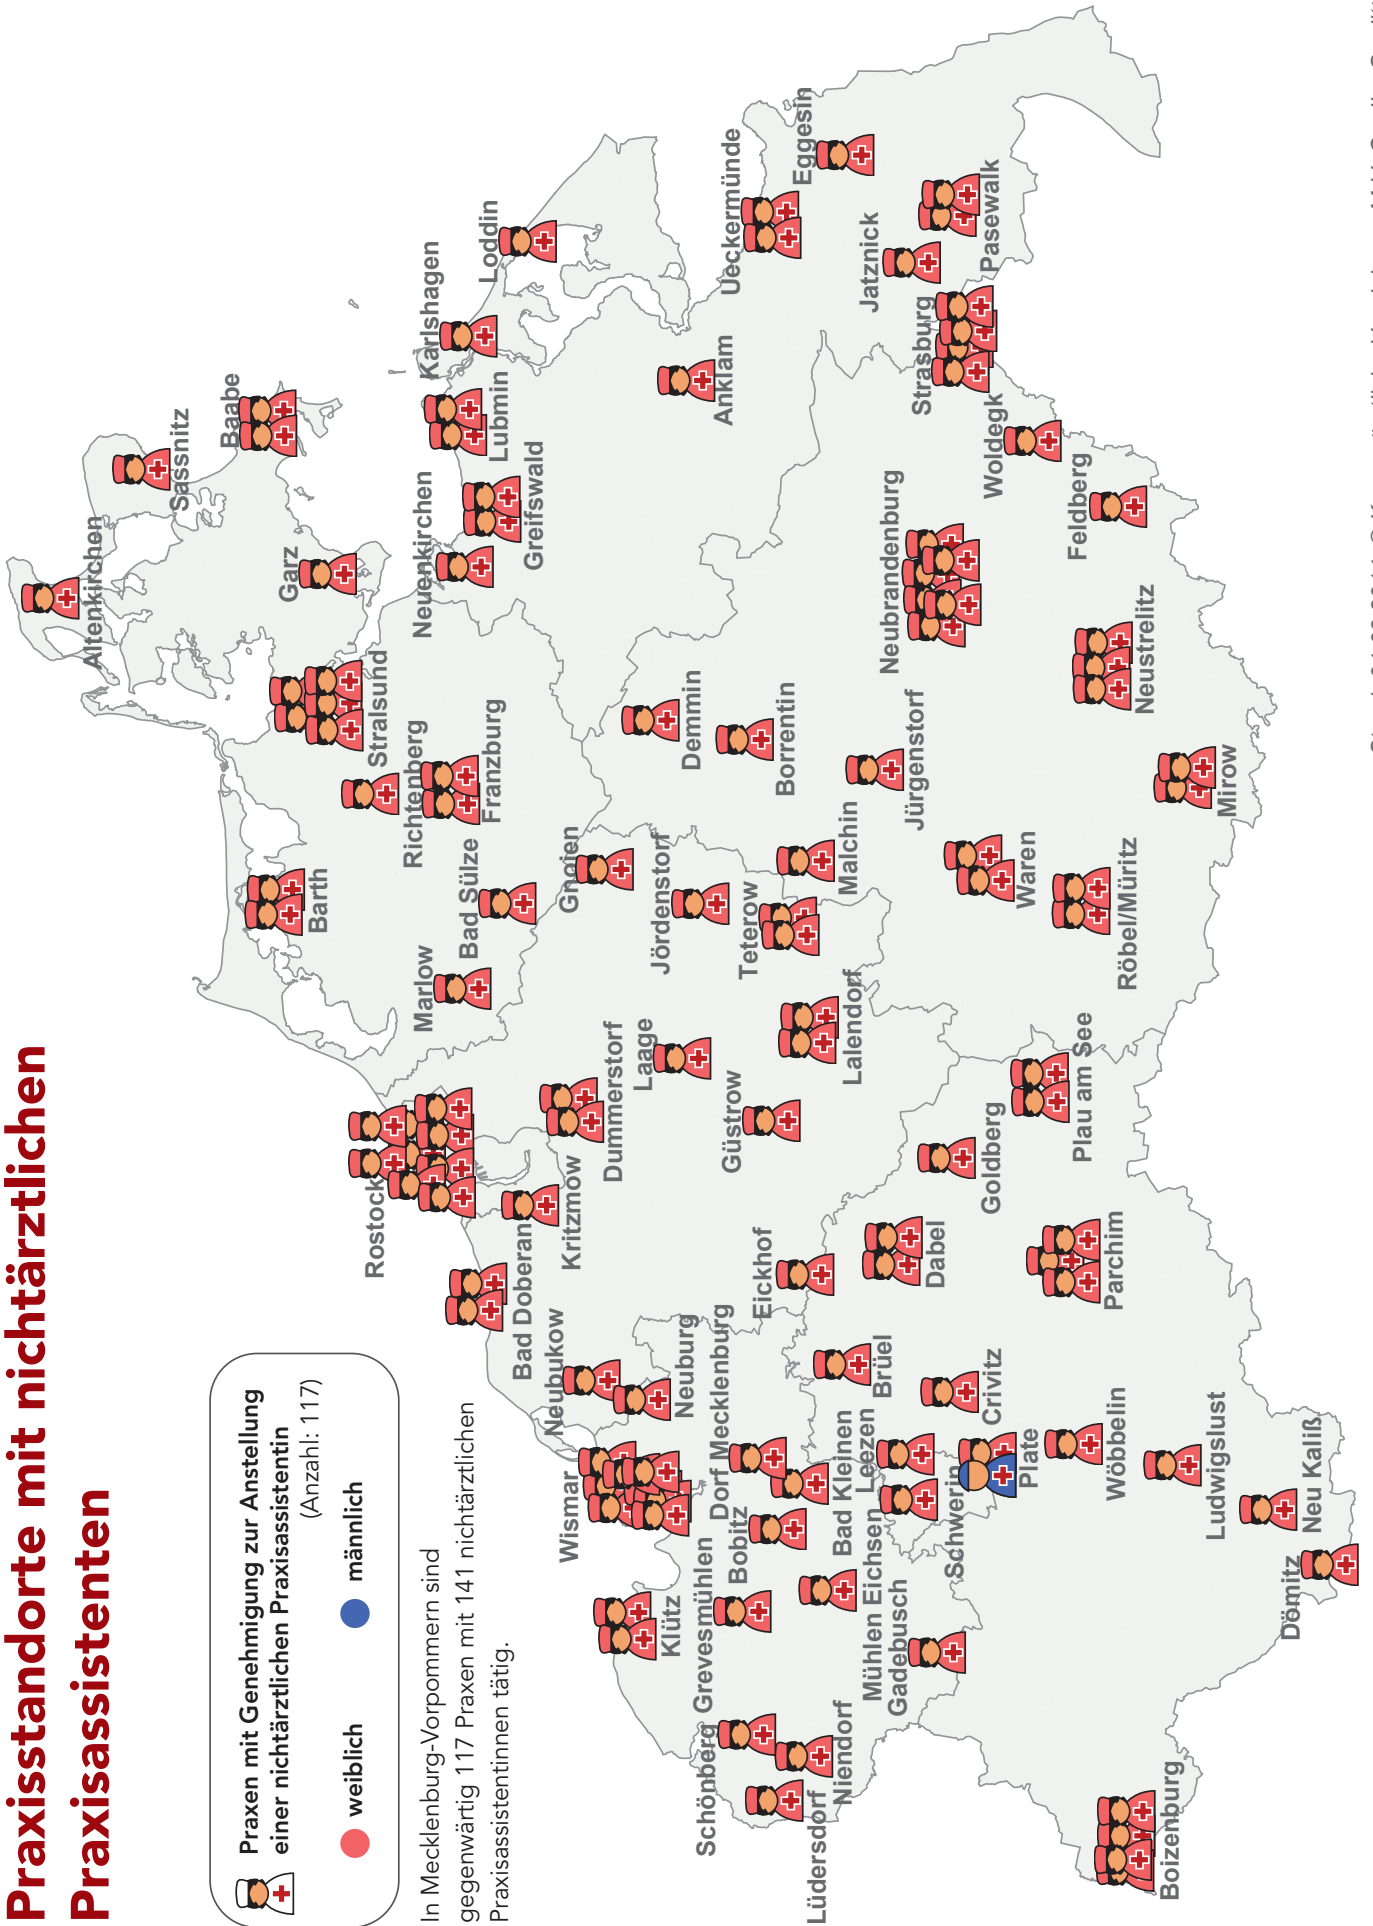 Praxisstandorte mit nichtärztlichen
Praxisassistenten
Praxen mit Genehmigung zur Anstellung
einer nichtärztlichen Praxisassistentin
(Anzahl: 117)
weiblich
männlich
In Mecklenburg-Vorpommern sind
gegenwärtig 117 Praxen mit 141 nichtärztlichen
Praxisassistentinnen tätig.
Altenkirchen
Sassnitz
Baabe
Garz
Stralsund
Barth
Richtenberg
Franzburg
Neuenkirchen
Greifswald
Lubmin
Karlshagen
Loddin
Rostock
Marlow
Bad Sülze
Gnoien
Demmin
Anklam
Ueckermünde
Eggesin
Bad Doberan
Kritzmow
Dummerstorf
Laage
Jördenstorf
Teterow
Borrentin
Malchin
Jatznick
Pasewalk
Strasburg
Woldegk
Neubukow
Neuburg
Wismar
Dorf Mecklenburg
Güstrow
Lalendorf
Jürgenstorf
Neubrandenburg
Feldberg
Klütz
Grevesmühlen
Bobitz
Bad Kleinen
Eickhof
Brüel
Dabel
Goldberg
Waren
Neustrelitz
Schönberg
Lüdersdorf
Niendorf
Mühlen Eichsen
Gadebusch
Leezen
Schwerin
Crivitz
Plate
Parchim
Plau am See
Röbel/Müritz
Mirow
Wöbbelin
Ludwigslust
Neu Kaliß
Dömitz
Boizenburg